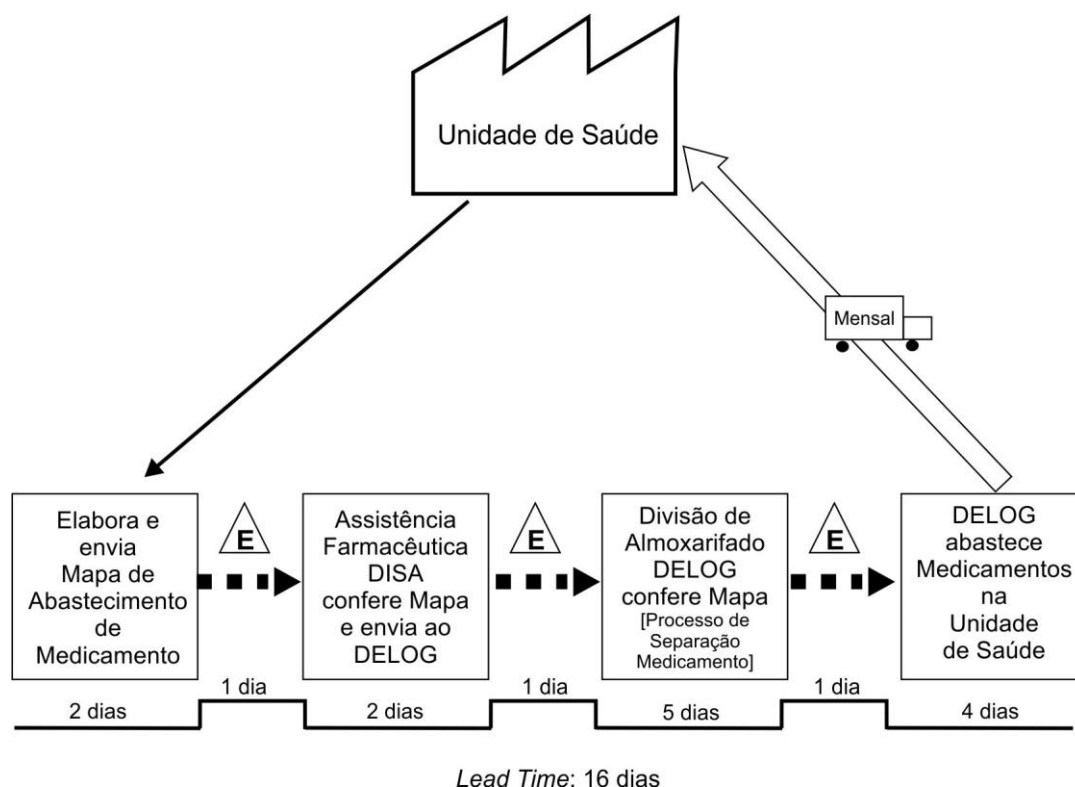 Unidade de Saúde
Mensal
Elabora e
envia
Mapa de
Abastecimento
de
Medicamento
E
Assistência
Farmacêutica
DISA
confere Mapa
e envia ao
DELOG
E
Divisão de
Almoxarifado
DELOG
confere Mapa
[Processo de
Separação
Medicamento]
E
DELOG
abastece
Medicamentos
na
Unidade
de Saúde
2 dias
1 dia
2 dias
1 dia
5 dias
1 dia
4 dias
Lead Time: 16 dias